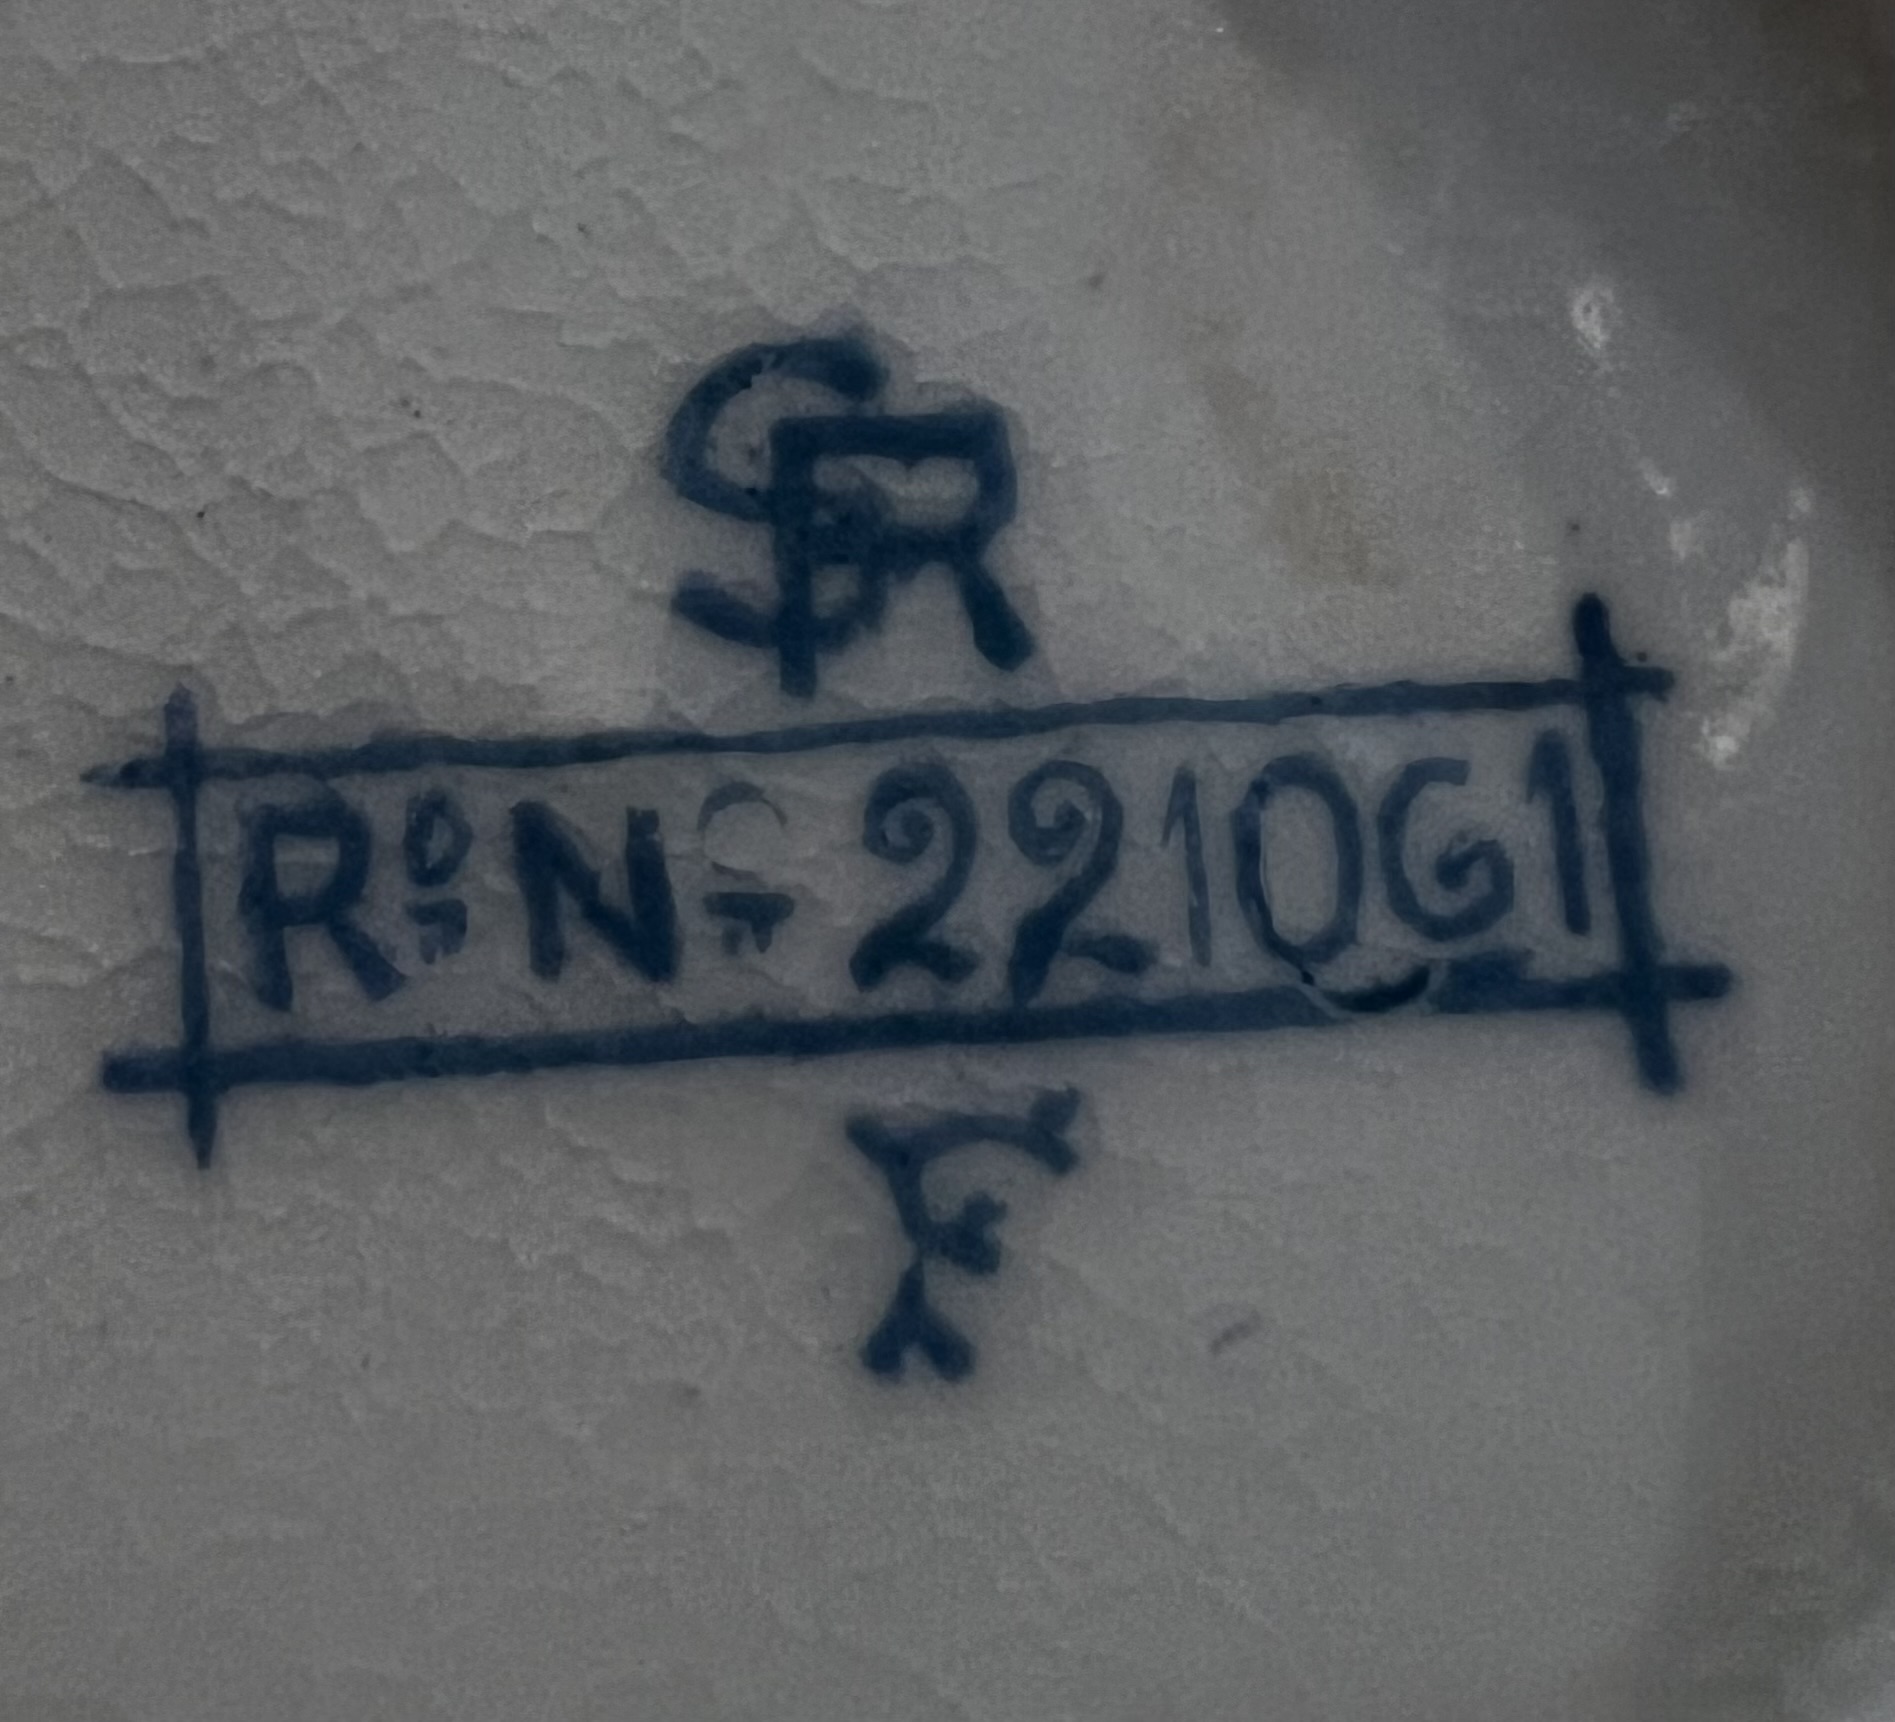 SR
Rᴰ Nº 221061
F